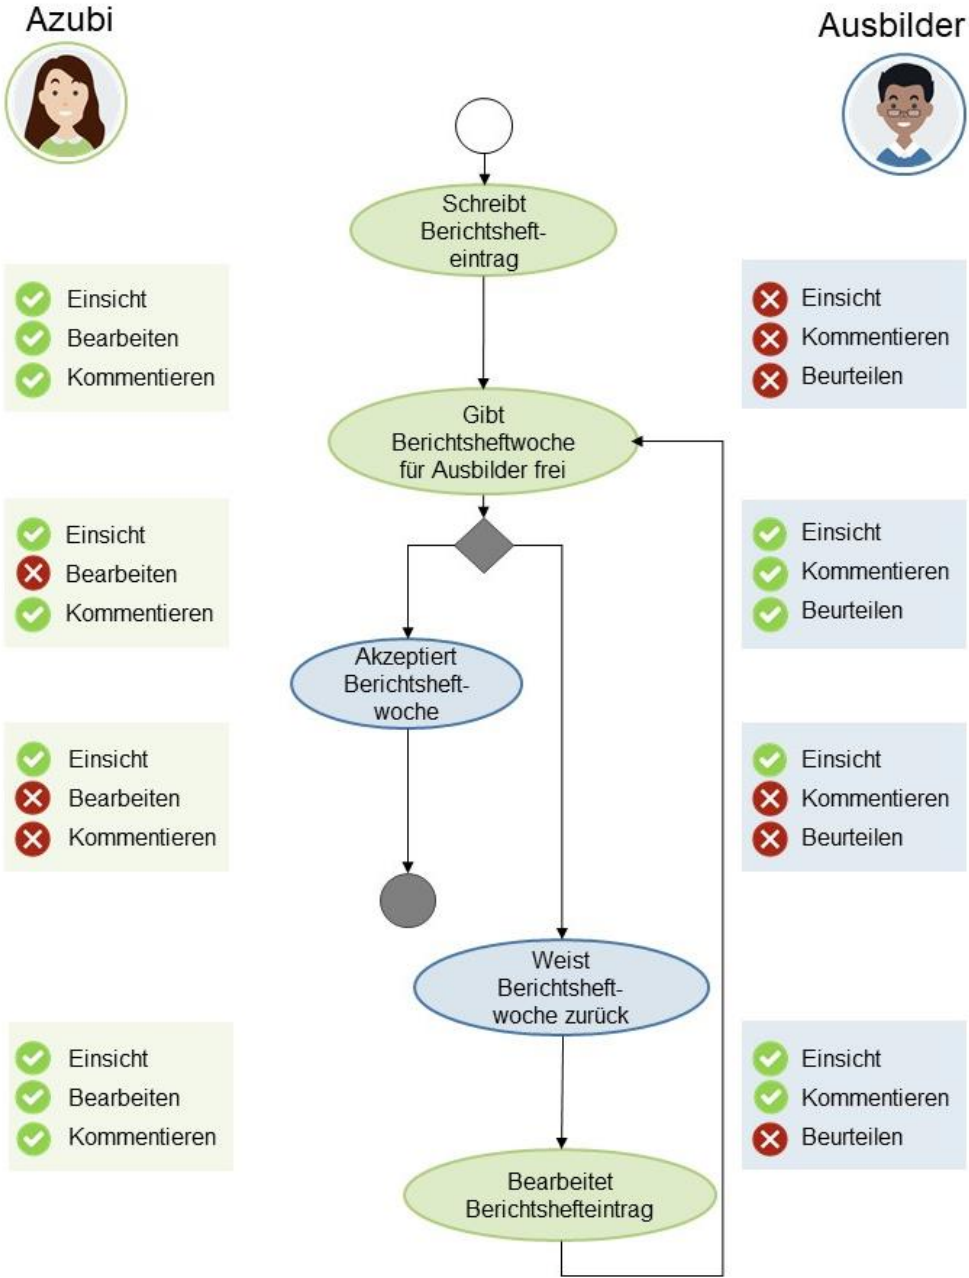 Azubi
Ausbilder
Schreibt
Berichtsheft-
eintrag
Einsicht
Bearbeiten
Kommentieren
Einsicht
Kommentieren
Beurteilen
Gibt
Berichtsheftwoche
für Ausbilder frei
Einsicht
Bearbeiten
Kommentieren
Einsicht
Kommentieren
Beurteilen
Akzeptiert
Berichtsheft-
woche
Einsicht
Bearbeiten
Kommentieren
Einsicht
Kommentieren
Beurteilen
Weist
Berichtsheft-
woche zurück
Einsicht
Bearbeiten
Kommentieren
Einsicht
Kommentieren
Beurteilen
Bearbeitet
Berichtshefteintrag